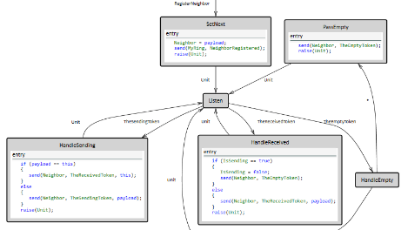 RegisterNeighbor
SetNext
entry
Neighbor = payload;
send(MyRing, NeighborRegistered);
raise(Unit);
PassEmpty
entry
send(Neighbor, TheEmptyToken);
raise(Unit);
Unit
Unit
Listen
Unit
TheSendingToken
Unit
TheReceivedToken
TheEmptyToken
*
HandleSending
entry
if (payload == this)
{
send(Neighbor, TheReceivedToken, this);
}
else
{
send(Neighbor, TheSendingToken, payload);
}
raise(Unit);
Unit
HandleReceived
entry
if (IsSending == true)
{
IsSending = false;
send(Neighbor, TheEmptyToken);
}
else
{
send(Neighbor, TheReceivedToken, payload);
}
raise(Unit);
HandleEmpty